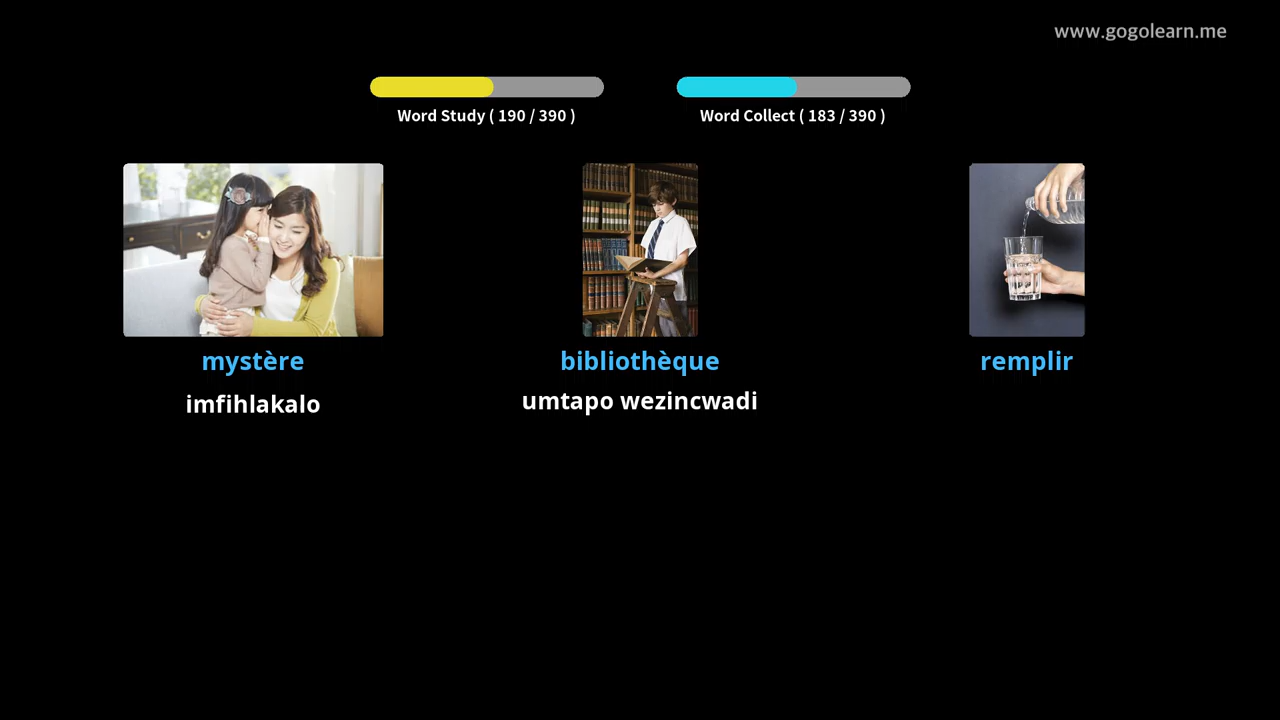 www.gogolearn.me
Word Study ( 190 / 390 )
Word Collect ( 183 / 390 )
mystère
bibliothèque
remplir
imfihlakalo
umtapo wezincwadi